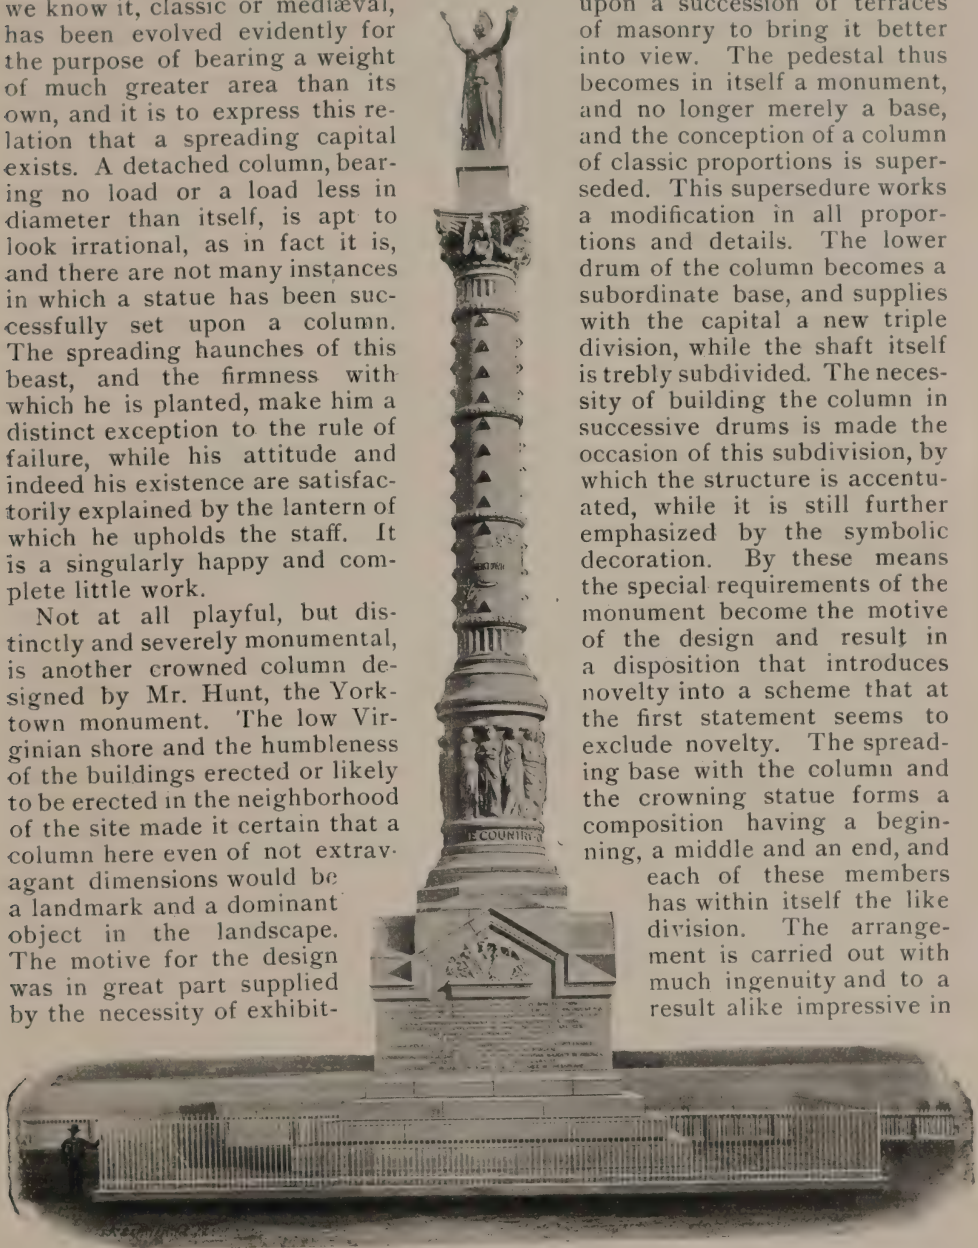 we know it, classic or mediæval,
has been evolved evidently for
the purpose of bearing a weight
of much greater area than its
own, and it is to express this re-
lation that a spreading capital
exists. A detached column, bear-
ing no load or a load less in
diameter than itself, is apt to
look irrational, as in fact it is,
and there are not many instances
in which a statue has been suc-
cessfully set upon a column.
The spreading haunches of this
beast, and the firmness with
which he is planted, make him a
distinct exception to the rule of
failure, while his attitude and
indeed his existence are satisfac-
torily explained by the lantern of
which he upholds the staff. It
is a singularly happy and com-
plete little work.
Not at all playful, but dis-
tinctly and severely monumental,
is another crowned column de-
signed by Mr. Hunt, the York-
town monument. The low Vir-
ginian shore and the humbleness
of the buildings erected or likely
to be erected in the neighborhood
of the site made it certain that a
column here even of not extrav-
agant dimensions would be
a landmark and a dominant
object in the landscape.
The motive for the design
was in great part supplied
by the necessity of exhibit-
upon a succession of terraces
of masonry to bring it better
into view. The pedestal thus
becomes in itself a monument,
and no longer merely a base,
and the conception of a column
of classic proportions is super-
seded. This supersedure works
a modification in all propor-
tions and details. The lower
drum of the column becomes a
subordinate base, and supplies
with the capital a new triple
division, while the shaft itself
is trebly subdivided. The neces-
sity of building the column in
successive drums is made the
occasion of this subdivision, by
which the structure is accentu-
ated, while it is still further
emphasized by the symbolic
decoration. By these means
the special requirements of the
monument become the motive
of the design and result in
a disposition that introduces
novelty into a scheme that at
the first statement seems to
exclude novelty. The spread-
ing base with the column and
the crowning statue forms a
composition having a begin-
ning, a middle and an end, and
each of these members
has within itself the like
division. The arrange-
ment is carried out with
much ingenuity and to a
result alike impressive in
COUNTRY